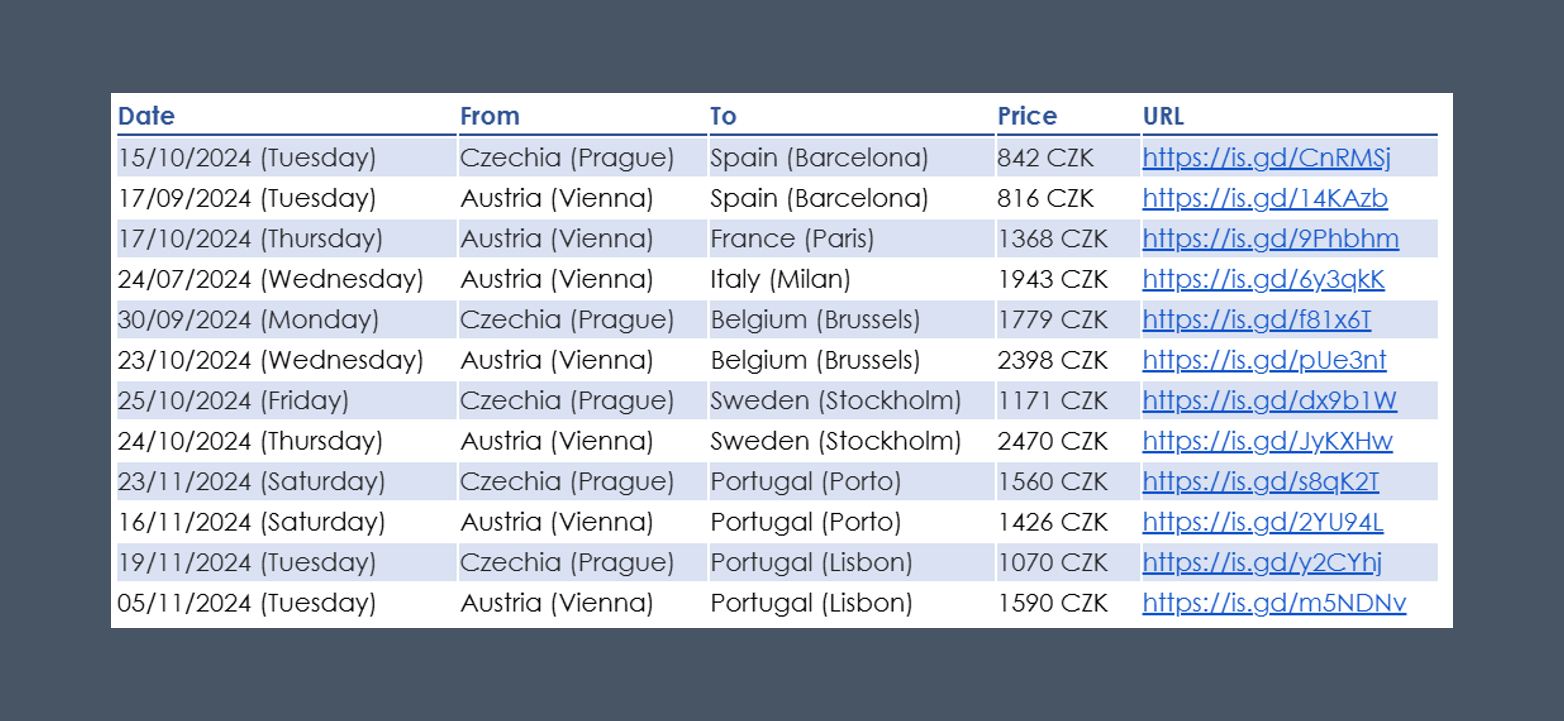 Date From To Price URL
15/10/2024 (Tuesday) Czechia (Prague) Spain (Barcelona) 842 CZK https://is.gd/CnRMSj
17/09/2024 (Tuesday) Austria (Vienna) Spain (Barcelona) 816 CZK https://is.gd/14KAzb
17/10/2024 (Thursday) Austria (Vienna) France (Paris) 1368 CZK https://is.gd/9Phbhm
24/07/2024 (Wednesday) Austria (Vienna) Italy (Milan) 1943 CZK https://is.gd/6y3qkK
30/09/2024 (Monday) Czechia (Prague) Belgium (Brussels) 1779 CZK https://is.gd/f81x6T
23/10/2024 (Wednesday) Austria (Vienna) Belgium (Brussels) 2398 CZK https://is.gd/pUe3nt
25/10/2024 (Friday) Czechia (Prague) Sweden (Stockholm) 1171 CZK https://is.gd/dx9b1W
24/10/2024 (Thursday) Austria (Vienna) Sweden (Stockholm) 2470 CZK https://is.gd/JyKXHw
23/11/2024 (Saturday) Czechia (Prague) Portugal (Porto) 1560 CZK https://is.gd/s8qK2T
16/11/2024 (Saturday) Austria (Vienna) Portugal (Porto) 1426 CZK https://is.gd/2YU94L
19/11/2024 (Tuesday) Czechia (Prague) Portugal (Lisbon) 1070 CZK https://is.gd/y2CYhj
05/11/2024 (Tuesday) Austria (Vienna) Portugal (Lisbon) 1590 CZK https://is.gd/m5NDNv